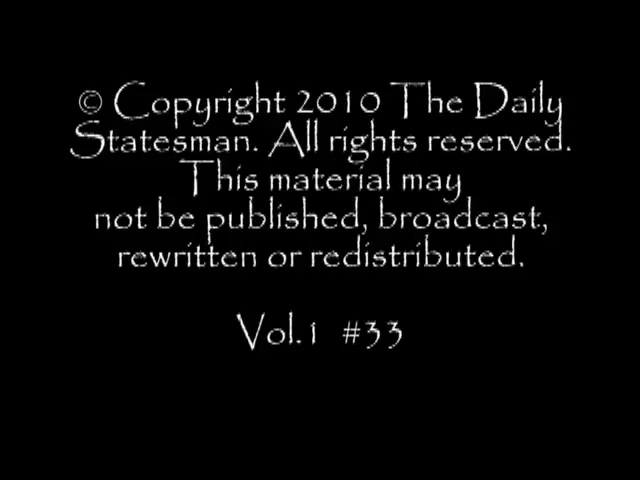 © Copyright 2010 The Daily
Statesman. All rights reserved.
This material may
not be published, broadcast,
rewritten or redistributed.
Vol.1 #33